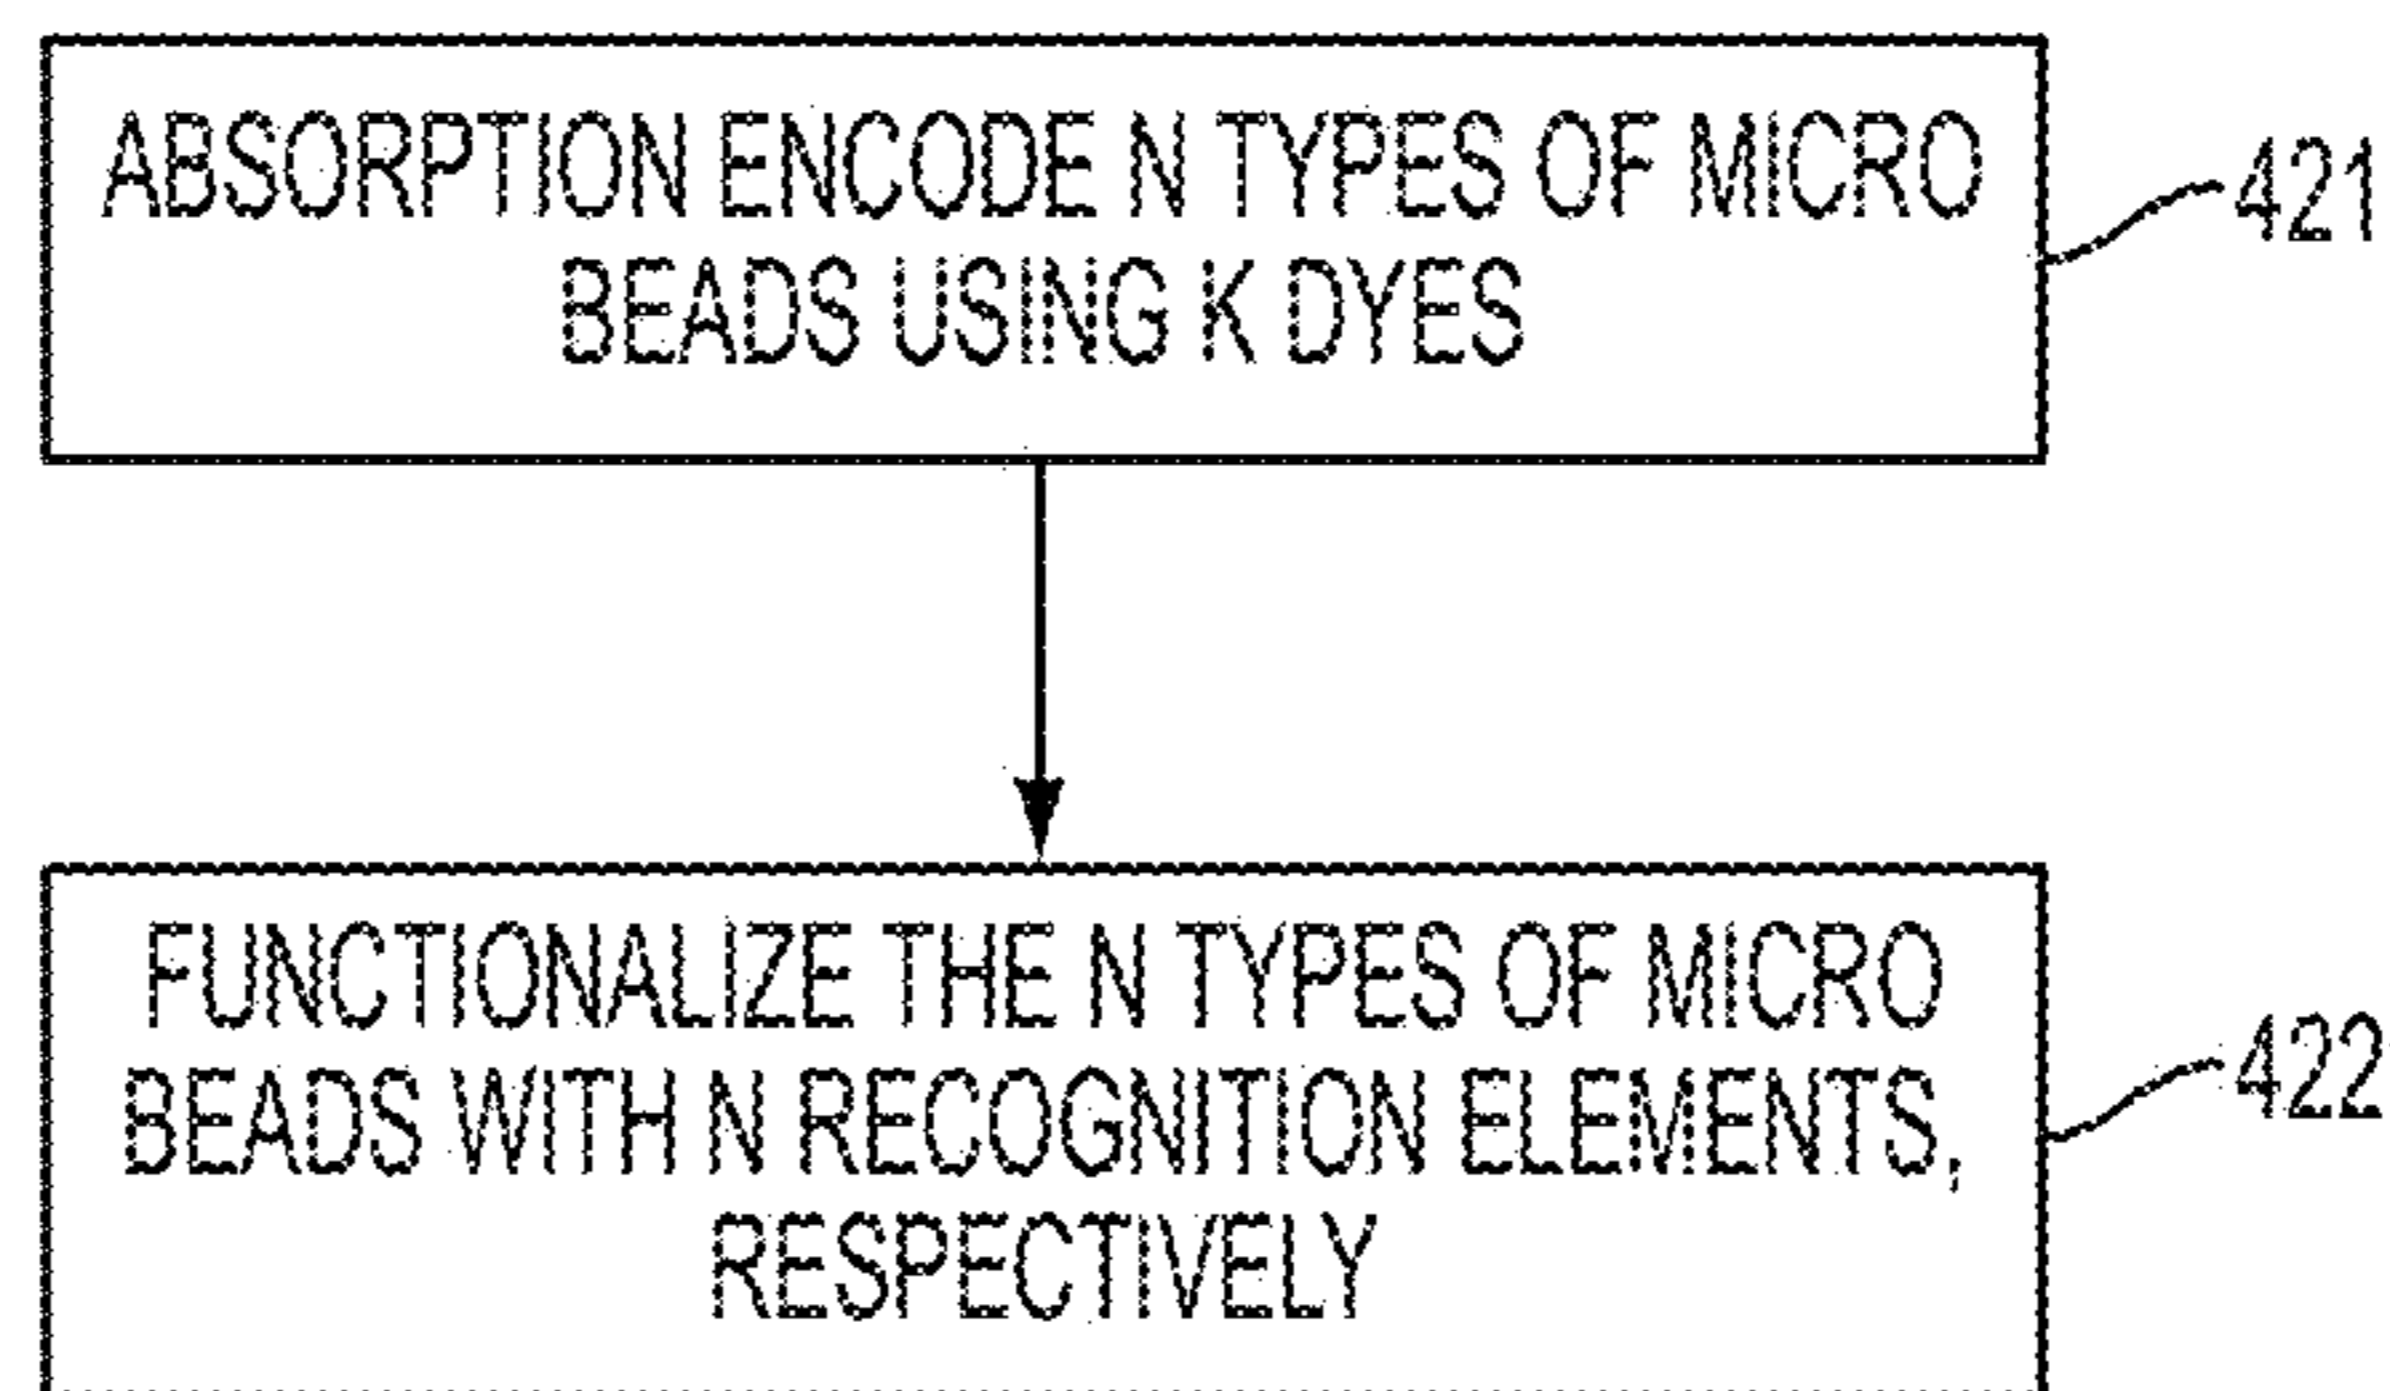 ABSORPTION ENCODE N TYPES OF MICRO
BEADS USING K DYES
421
FUNCTIONALIZE THE N TYPES OF MICRO
BEADS WITH N RECOGNITION ELEMENTS,
RESPECTIVELY
422